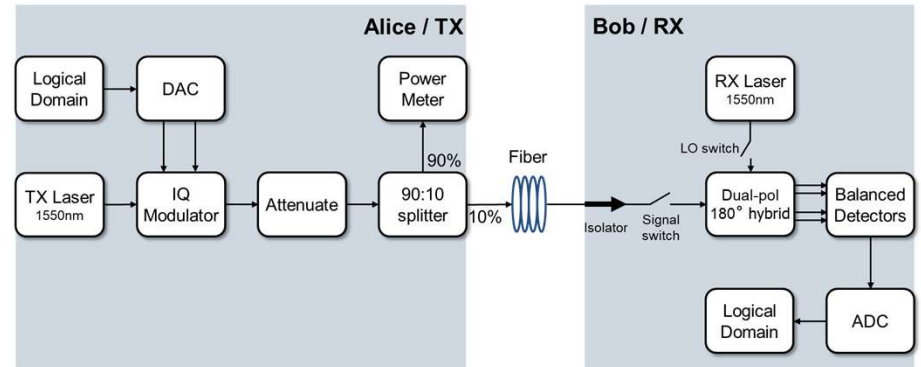 Alice / TX
Bob / RX
Logical
Domain
DAC
Power
Meter
RX Laser
1550nm
LO switch
90%
Fiber
TX Laser
1550nm
IQ
Modulator
Attenuate
90:10
splitter
10%
Isolator
Signal
switch
Dual-pol
180° hybrid
Balanced
Detectors
Logical
Domain
ADC